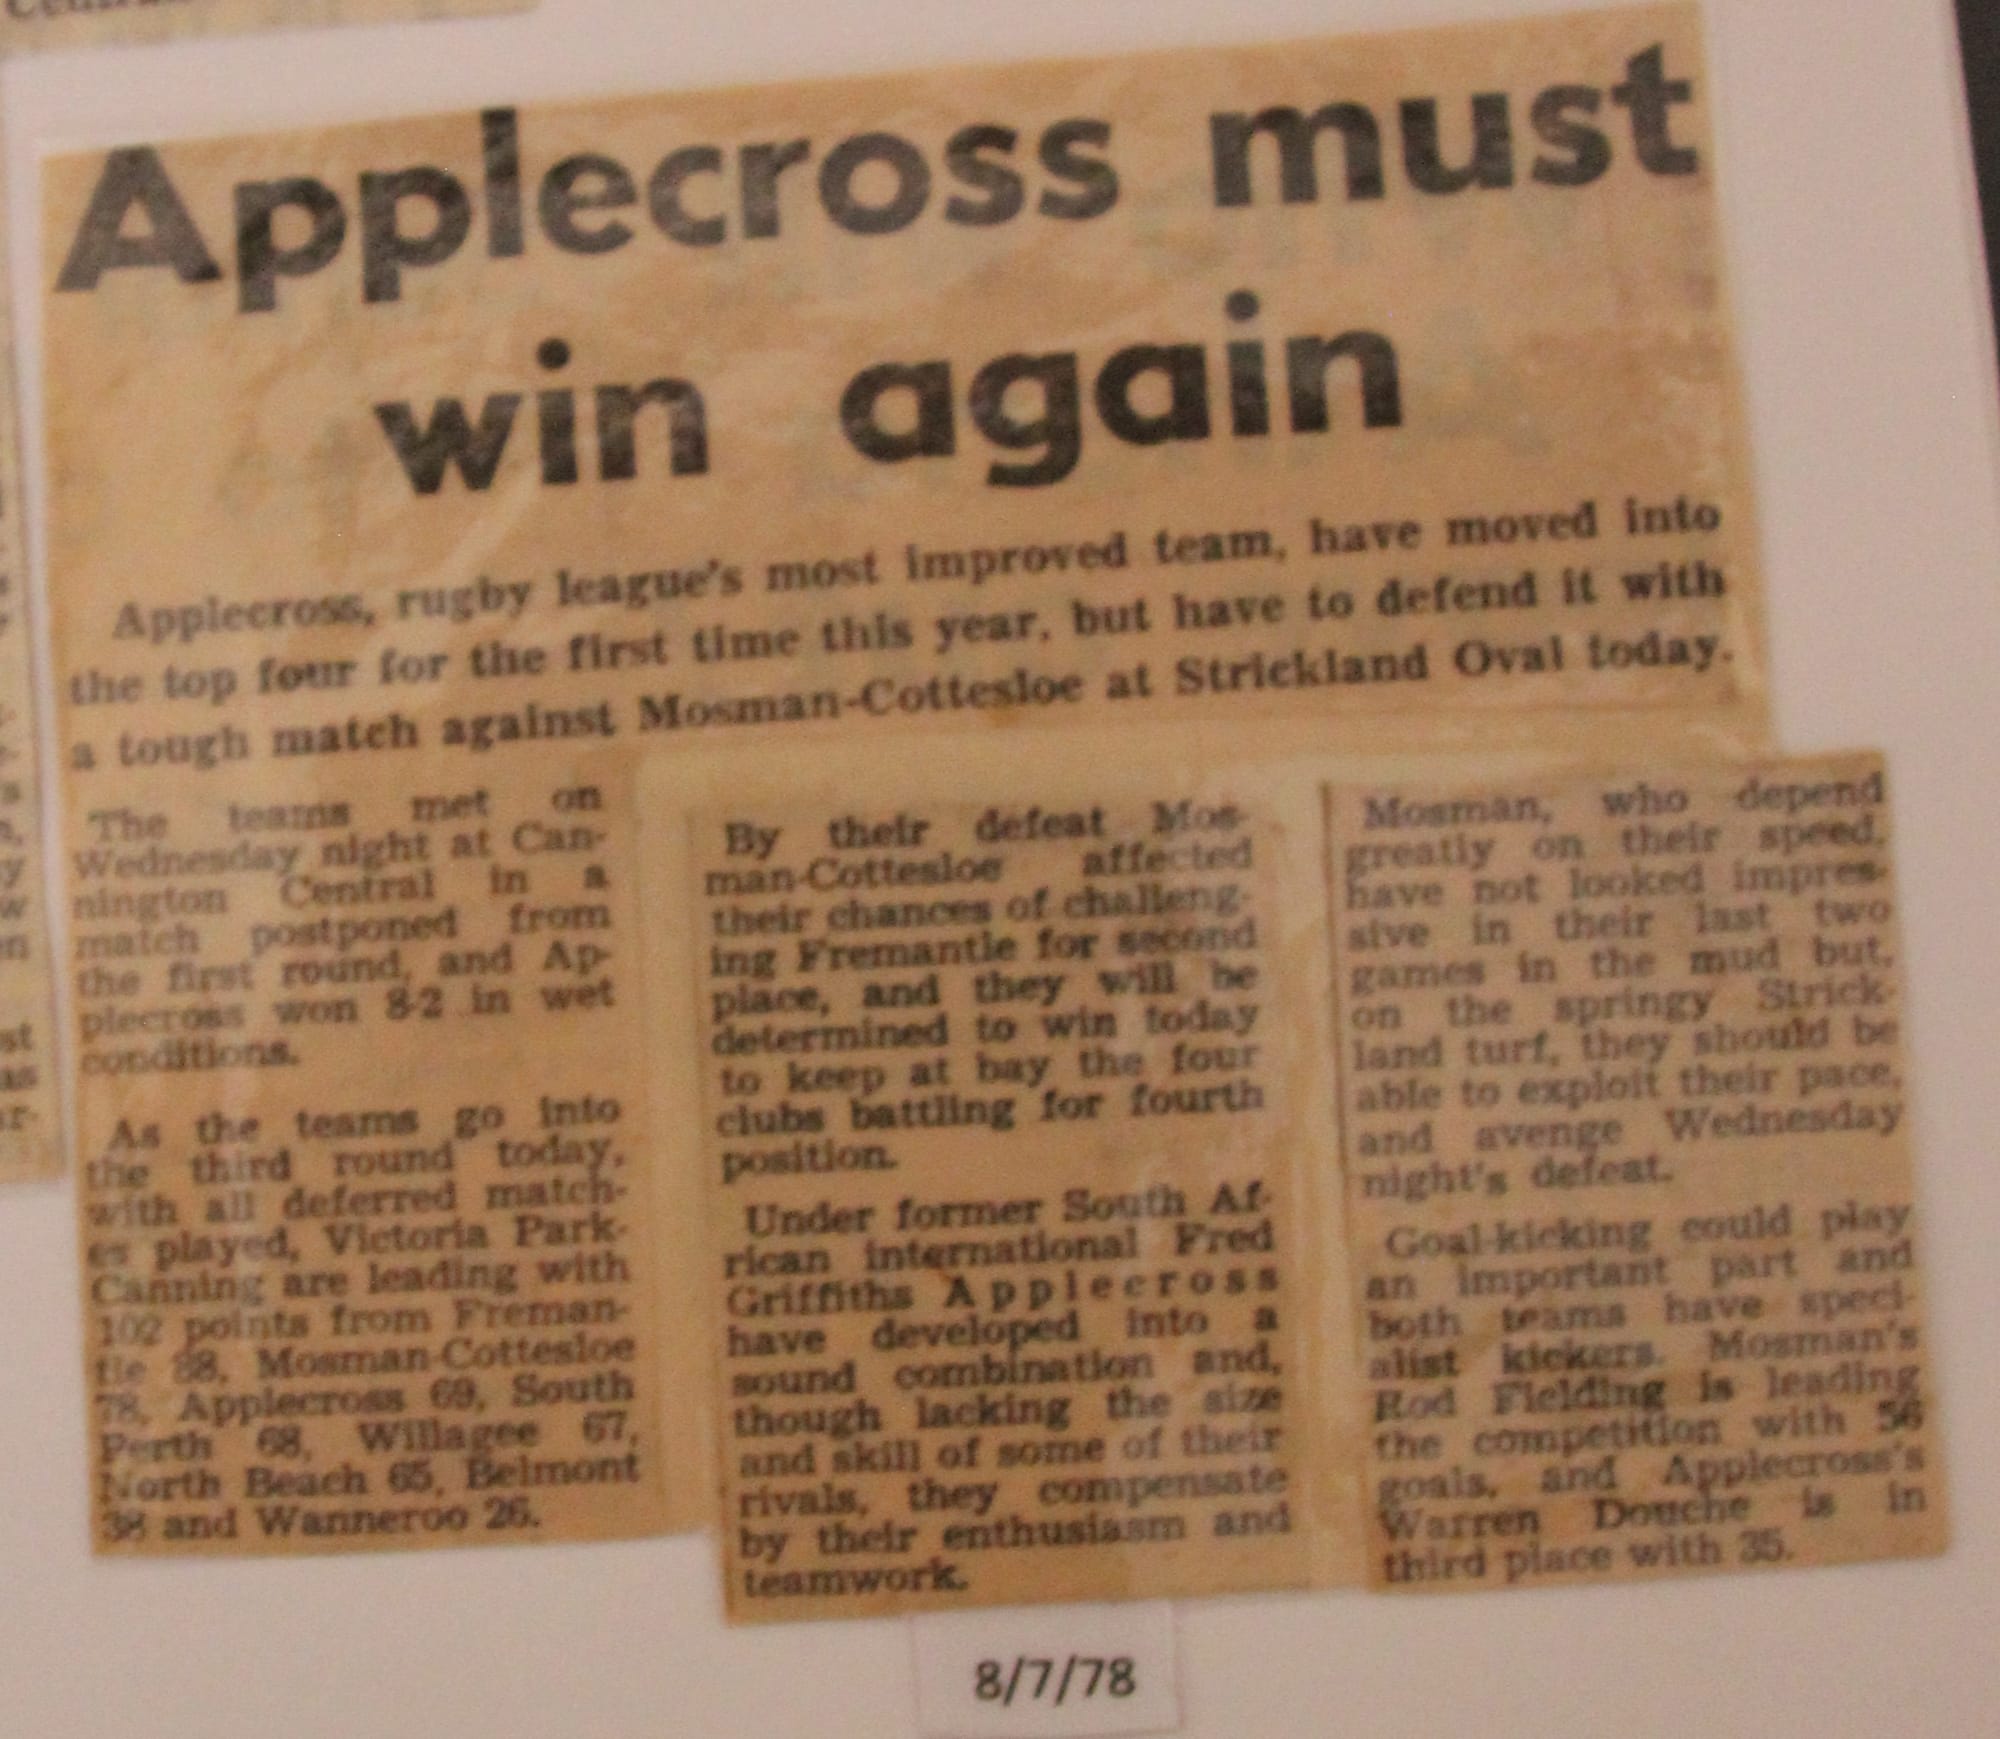 Applecross must
win again
Applecross, rugby league's most improved team, have moved into
the top four for the first time this year, but have to defend it with
a tough match against Mosman-Cottesloe at Strickland Oval today.
The teams met on
Wednesday night at Can-
nington Central in a
match postponed from
the first round, and Ap-
plecross won 8-2 in wet
conditions.
As the teams go into
the third round today,
with all deferred match-
es played, Victoria Park-
Canning are leading with
102 points from Freman-
tle 88, Mosman-Cottesloe
78, Applecross 69, South
Perth 68, Willagee 67,
North Beach 65, Belmont
38 and Wanneroo 26.
By their defeat Mos-
man-Cottesloe affected
their chances of challeng-
ing Fremantle for second
place, and they will be
determined to win today
to keep at bay the four
clubs battling for fourth
position.
Under former South Af-
rican international Fred
Griffiths Applecross
have developed into a
sound combination and,
though lacking the size
and skill of some of their
rivals, they compensate
by their enthusiasm and
teamwork.
Mosman, who depend
greatly on their speed,
have not looked impres-
sive in their last two
games in the mud but,
on the springy Strick-
land turf, they should be
able to exploit their pace,
and avenge Wednesday
night's defeat.
Goal-kicking could play
an important part and
both teams have speci-
alist kickers. Mosman's
Rod Fielding is leading
the competition with 56
goals, and Applecross's
Warren Douche is in
third place with 35.
8/7/78